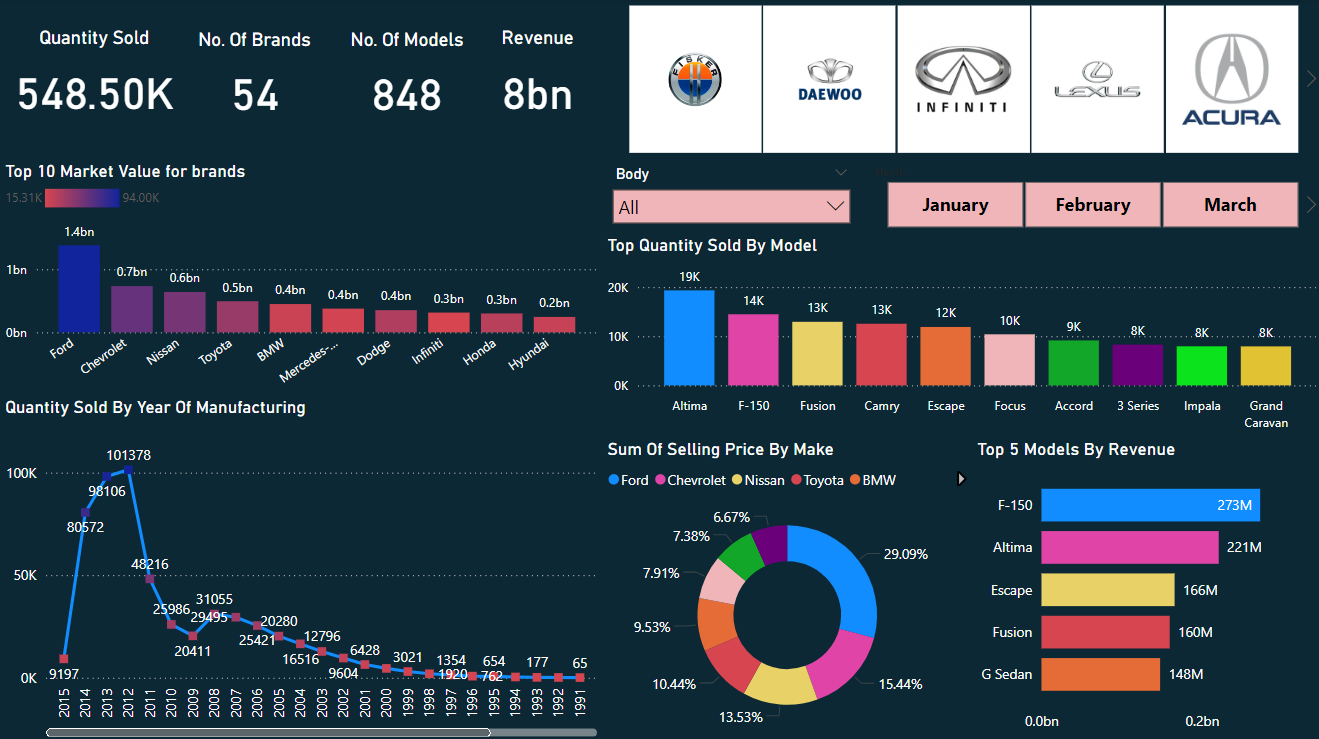 Quantity Sold
548.50K
No. Of Brands
54
No. Of Models
848
Revenue
8bn
FISKER
DAEWOO
INFINITI
LEXUS
ACURA
Top 10 Market Value for brands
15.31K
94.00K
1bn
0bn
1.4bn
0.7bn
0.6bn
0.5bn
0.4bn
0.4bn
0.4bn
0.3bn
0.3bn
0.2bn
Ford
Chevrolet
Nissan
Toyota
BMW
Mercedes-...
Dodge
Infiniti
Honda
Hyundai
Body
All
January
February
March
Top Quantity Sold By Model
20K
10K
0K
19K
14K
13K
13K
12K
10K
9K
8K
8K
8K
Altima
F-150
Fusion
Camry
Escape
Focus
Accord
3 Series
Impala
Grand
Caravan
Quantity Sold By Year Of Manufacturing
100K
50K
0K
9197
80572
98106
101378
48216
25986
20411
31055
29495
25421
20280
16516
12796
9604
6428
3021
1920
1354
762
654
177
65
2015
2014
2013
2012
2011
2010
2009
2008
2007
2006
2005
2004
2003
2002
2001
2000
1999
1998
1997
1996
1995
1994
1993
1992
1991
Sum Of Selling Price By Make
Ford
Chevrolet
Nissan
Toyota
BMW
29.09%
15.44%
13.53%
10.44%
9.53%
7.91%
7.38%
6.67%
Top 5 Models By Revenue
F-150
273M
Altima
221M
Escape
166M
Fusion
160M
G Sedan
148M
0.0bn
0.2bn